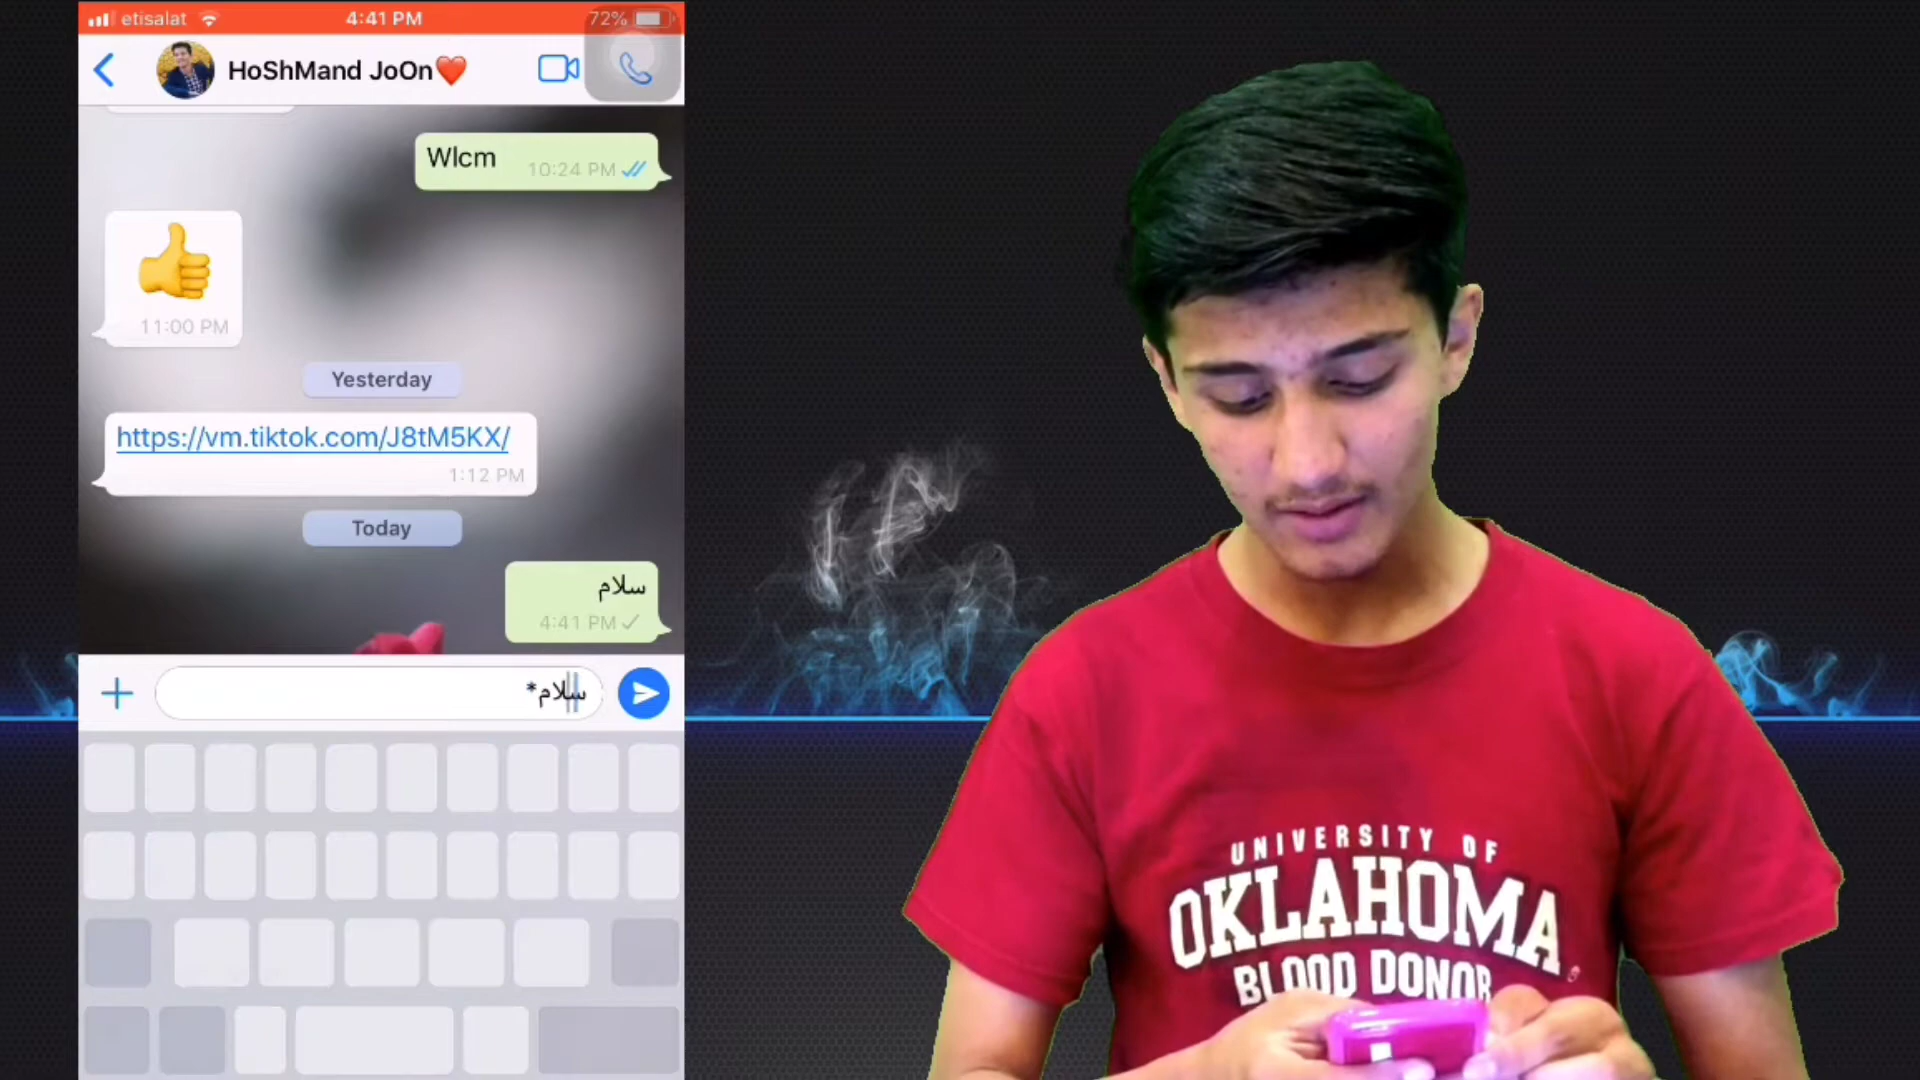 etisalat
4:41 PM
72%
HoShMand JoOn❤️
Wlcm
10:24 PM
👍
11:00 PM
Yesterday
https://vm.tiktok.com/J8tM5KX/
1:12 PM
Today
سلام
4:41 PM
سلام*
UNIVERSITY OF
OKLAHOMA
BLOOD DONOR